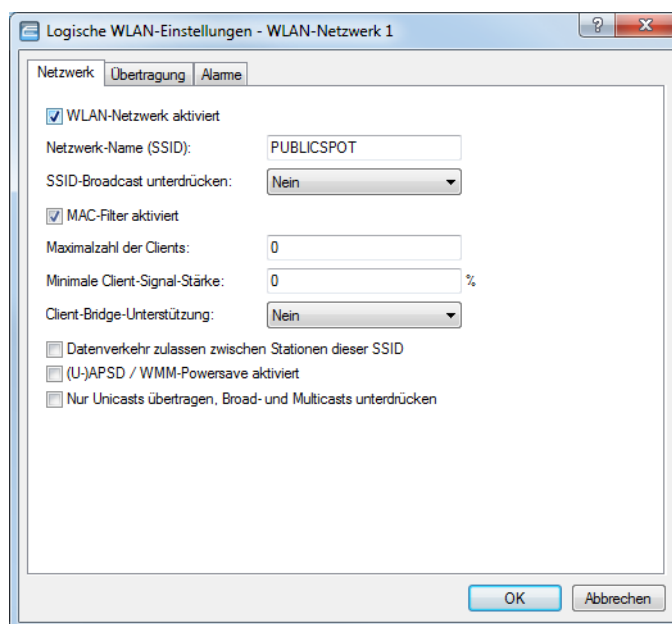 Logische WLAN-Einstellungen - WLAN-Netzwerk 1
Netzwerk Übertragung Alarme
WLAN-Netzwerk aktiviert
Netzwerk-Name (SSID): PUBLICSPOT
SSID-Broadcast unterdrücken: Nein
MAC-Filter aktiviert
Maximalzahl der Clients: 0
Minimale Client-Signal-Stärke: 0 %
Client-Bridge-Unterstützung: Nein
Datenverkehr zulassen zwischen Stationen dieser SSID
(U-)APSD / WMM-Powersave aktiviert
Nur Unicasts übertragen, Broad- und Multicasts unterdrücken
OK Abbrechen